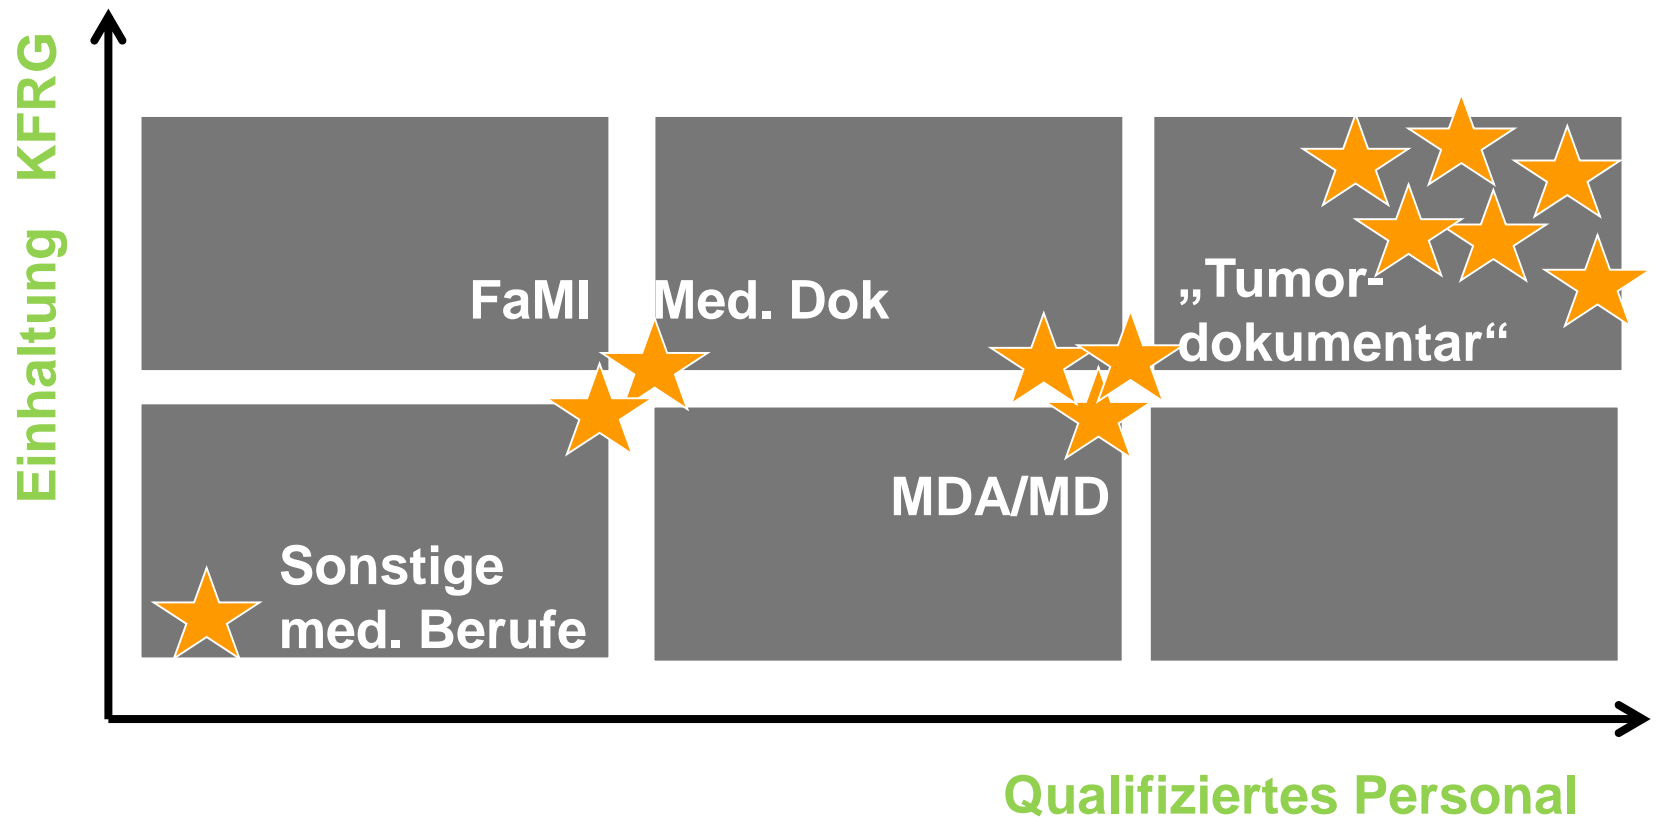 Einhaltung KFRG
FaMI
Med. Dok
„Tumor-
dokumentar“
MDA/MD
Sonstige
med. Berufe
Qualifiziertes Personal